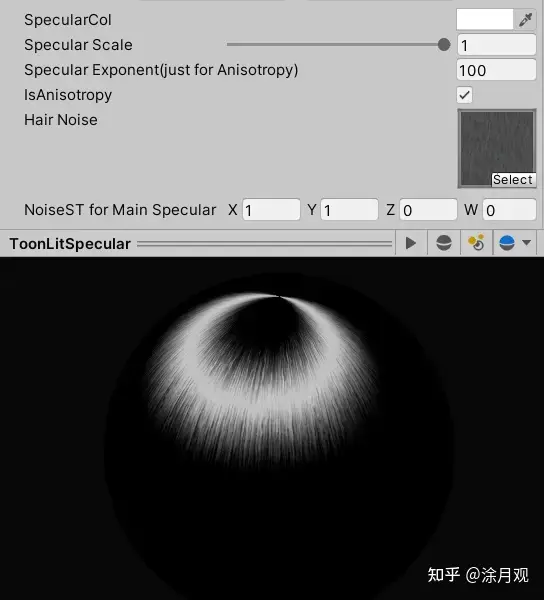 SpecularCol
Specular Scale 1
Specular Exponent(just for Anisotropy) 100
IsAnisotropy
Hair Noise
Select
NoiseST for Main Specular X 1 Y 1 Z 0 W 0
ToonLitSpecular
知乎 @涂月观